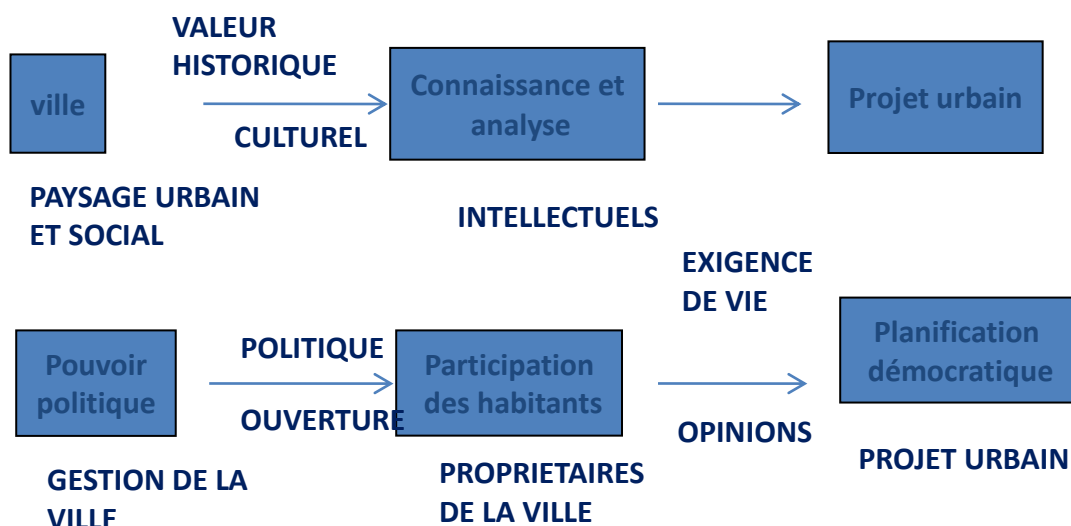 VALEUR
HISTORIQUE
ville
Connaissance et
analyse
Projet urbain
CULTUREL
PAYSAGE URBAIN
ET SOCIAL
INTELLECTUELS
EXIGENCE
DE VIE
Pouvoir
politique
POLITIQUE
OUVERTURE
Participation
des habitants
Planification
démocratique
OPINIONS
GESTION DE LA
VILLE
PROPRIETAIRES
DE LA VILLE
PROJET URBAIN